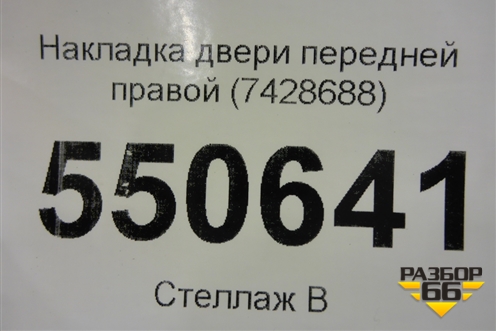 Накладка двери передней
правой (7428688)
550641
Стеллаж В
РАЗБОР
66